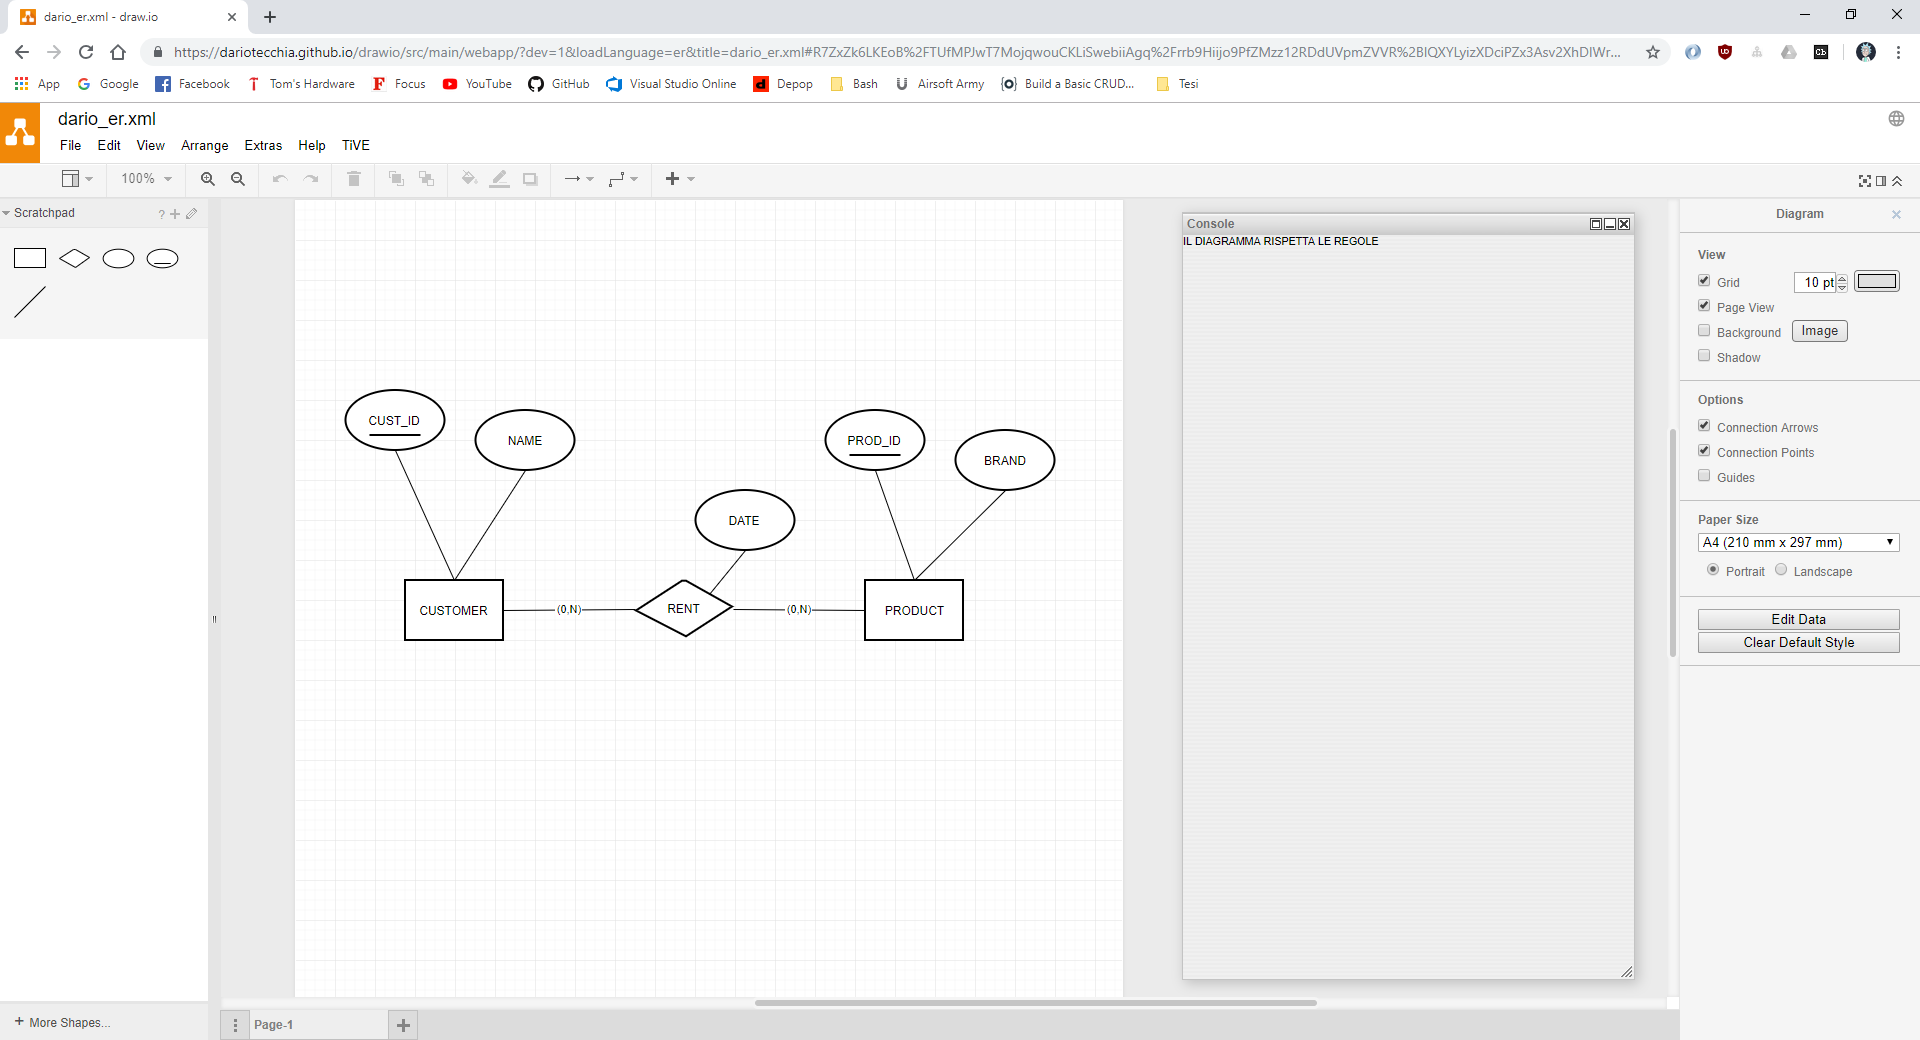 dario_er.xml - draw.io
https://dariotecchia.github.io/drawio/src/main/webapp/?dev=1&loadLanguage=er&title=dario_er.xml#R7ZxZk6LKEoB%2FTUfMPJwT7MojqwouCKLiSwebiiAgq%2Frrb9Hiijo9PfZMzz12RDdUVpmZVVR%2BlQXYLyizXDciPZx3Asv2XhDIWr...
App
Google
Facebook
Tom's Hardware
Focus
YouTube
GitHub
Visual Studio Online
Depop
Bash
Airsoft Army
Build a Basic CRUD...
Tesi
dario_er.xml
File Edit View Arrange Extras Help TiVE
100%
Scratchpad
?
Console
IL DIAGRAMMA RISPETTA LE REGOLE
CUST_ID
NAME
PROD_ID
BRAND
DATE
CUSTOMER
(0,N)
RENT
(0,N)
PRODUCT
Diagram
View
Grid
10 pt
Page View
Background
Image
Shadow
Options
Connection Arrows
Connection Points
Guides
Paper Size
A4 (210 mm x 297 mm)
Portrait
Landscape
Edit Data
Clear Default Style
+ More Shapes...
Page-1